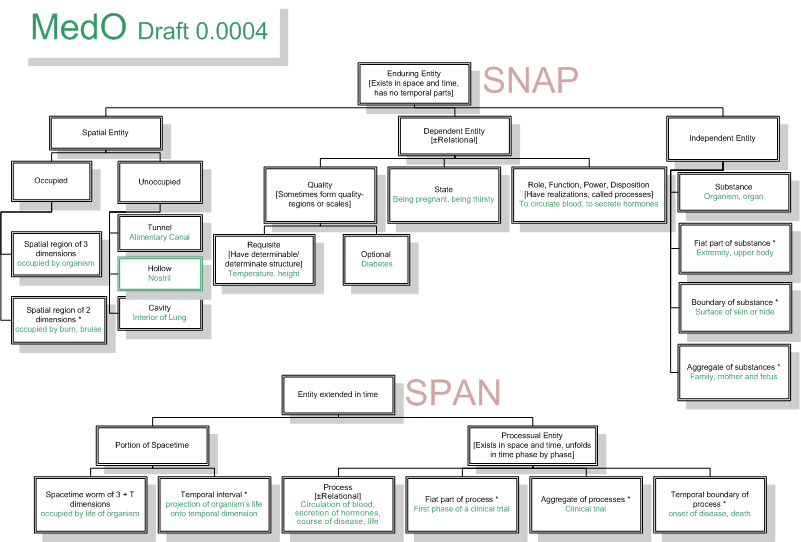 MedO Draft 0.0004
SNAP
Enduring Entity
[Exists in space and time,
has no temporal parts]
Spatial Entity
Dependent Entity
[±Relational]
Independent Entity
Occupied
Unoccupied
Quality
[Sometimes form quality-
regions or scales]
State
Being pregnant, being thirsty
Role, Function, Power, Disposition
[Have realizations, called processes]
To circulate blood, to secrete hormones
Substance
Organism, organ
Tunnel
Alimentary Canal
Spatial region of 3
dimensions
occupied by organism
Hollow
Nostril
Requisite
[Have determinable/
determinate structure]
Temperature. height
Optional
Diabetes
Fiat part of substance *
Extremity, upper body
Spatial region of 2
dimensions *
occupied by burn, bruise
Cavity
Interior of Lung
Boundary of substance *
Surface of skin or hide
Aggregate of substances *
Family, mother and fetus
SPAN
Entity extended in time
Portion of Spacetime
Processual Entity
[Exists in space and time, unfolds
in time phase by phase]
Spacetime worm of 3 + T
dimensions
occupied by life of organism
Temporal interval *
projection of organism's life
onto temporal dimension
Process
[±Relational]
Circulation of blood,
secretion of hormones,
course of disease, life
Fiat part of process *
First phase of a clinical trial
Aggregate of processes *
Clinical trial
Temporal boundary of
process *
onset of disease, death